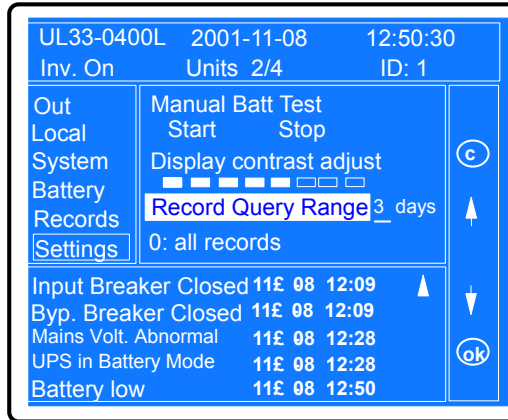 UL33-0400L 2001-11-08 12:50:30
Inv. On Units 2/4 ID: 1
Out
Local
System
Battery
Records
Settings
Manual Batt Test
Start Stop
Display contrast adjust
Record Query Range 3 days
0: all records
c
ok
Input Breaker Closed 11£ 08 12:09
Byp. Breaker Closed 11£ 08 12:09
Mains Volt. Abnormal 11£ 08 12:28
UPS in Battery Mode 11£ 08 12:28
Battery low 11£ 08 12:50